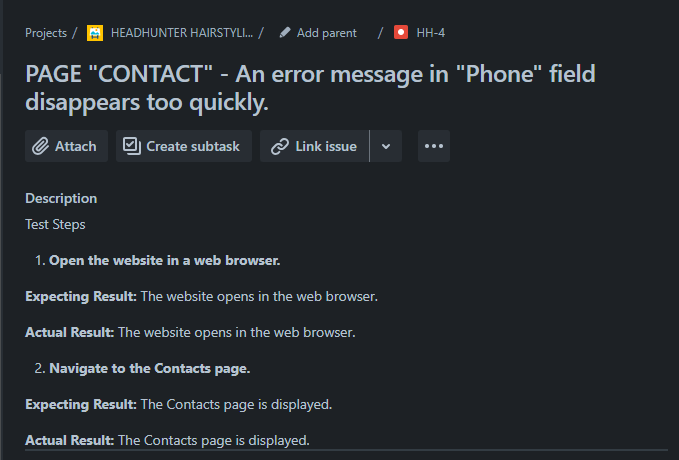 Projects / HEADHUNTER HAIRSTYLI... / Add parent / HH-4
PAGE "CONTACT" - An error message in "Phone" field
disappears too quickly.
Attach Create subtask Link issue
Description
Test Steps
1. Open the website in a web browser.
Expecting Result: The website opens in the web browser.
Actual Result: The website opens in the web browser.
2. Navigate to the Contacts page.
Expecting Result: The Contacts page is displayed.
Actual Result: The Contacts page is displayed.